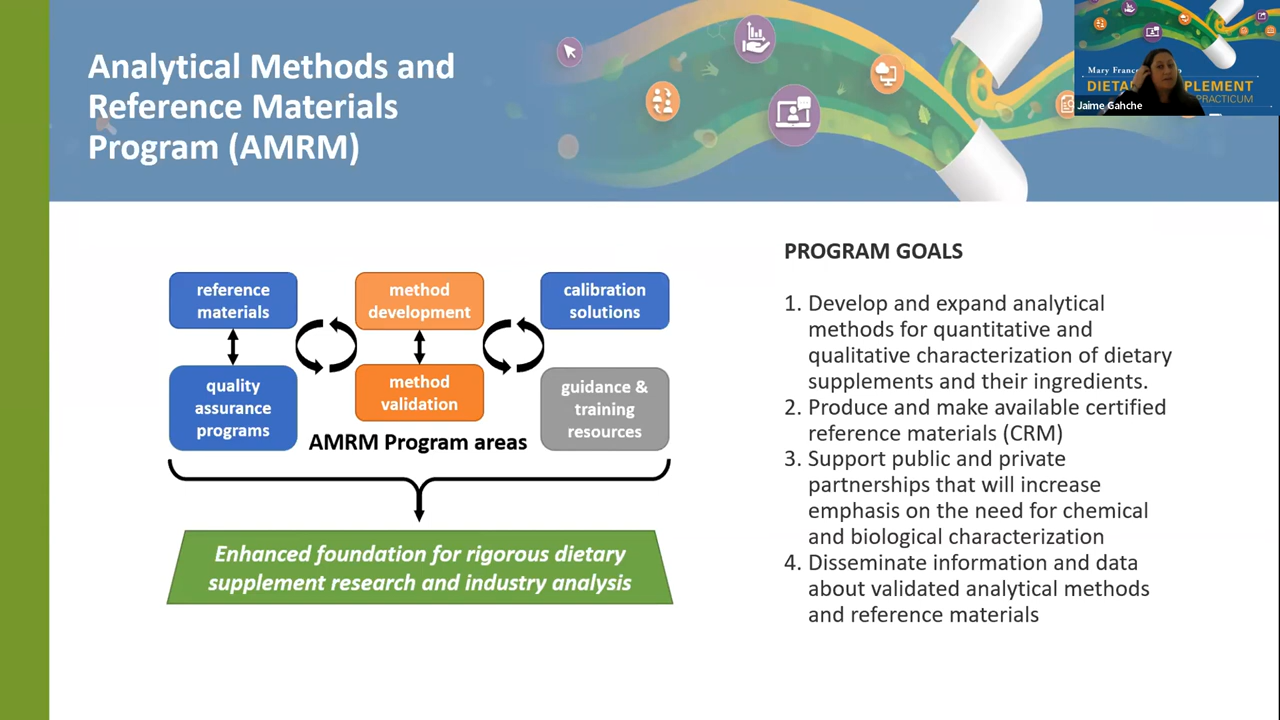 Analytical Methods and
Reference Materials
Program (AMRM)
Mary Franc
DIETA PLEMENT
PRACTICUM
Jaime Gahche
reference
materials
method
development
calibration
solutions
quality
assurance
programs
method
validation
guidance &
training
resources
AMRM Program areas
Enhanced foundation for rigorous dietary
supplement research and industry analysis
PROGRAM GOALS
1. Develop and expand analytical
methods for quantitative and
qualitative characterization of dietary
supplements and their ingredients.
2. Produce and make available certified
reference materials (CRM)
3. Support public and private
partnerships that will increase
emphasis on the need for chemical
and biological characterization
4. Disseminate information and data
about validated analytical methods
and reference materials